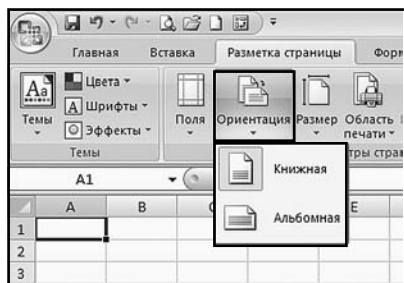 Главная Вставка Разметка страницы
Aa
Темы
Цвета
Шрифты
Эффекты
Темы
Поля
Ориентация
Размер
Область
печати
Книжная
Альбомная
A1
A B E
1
2
3